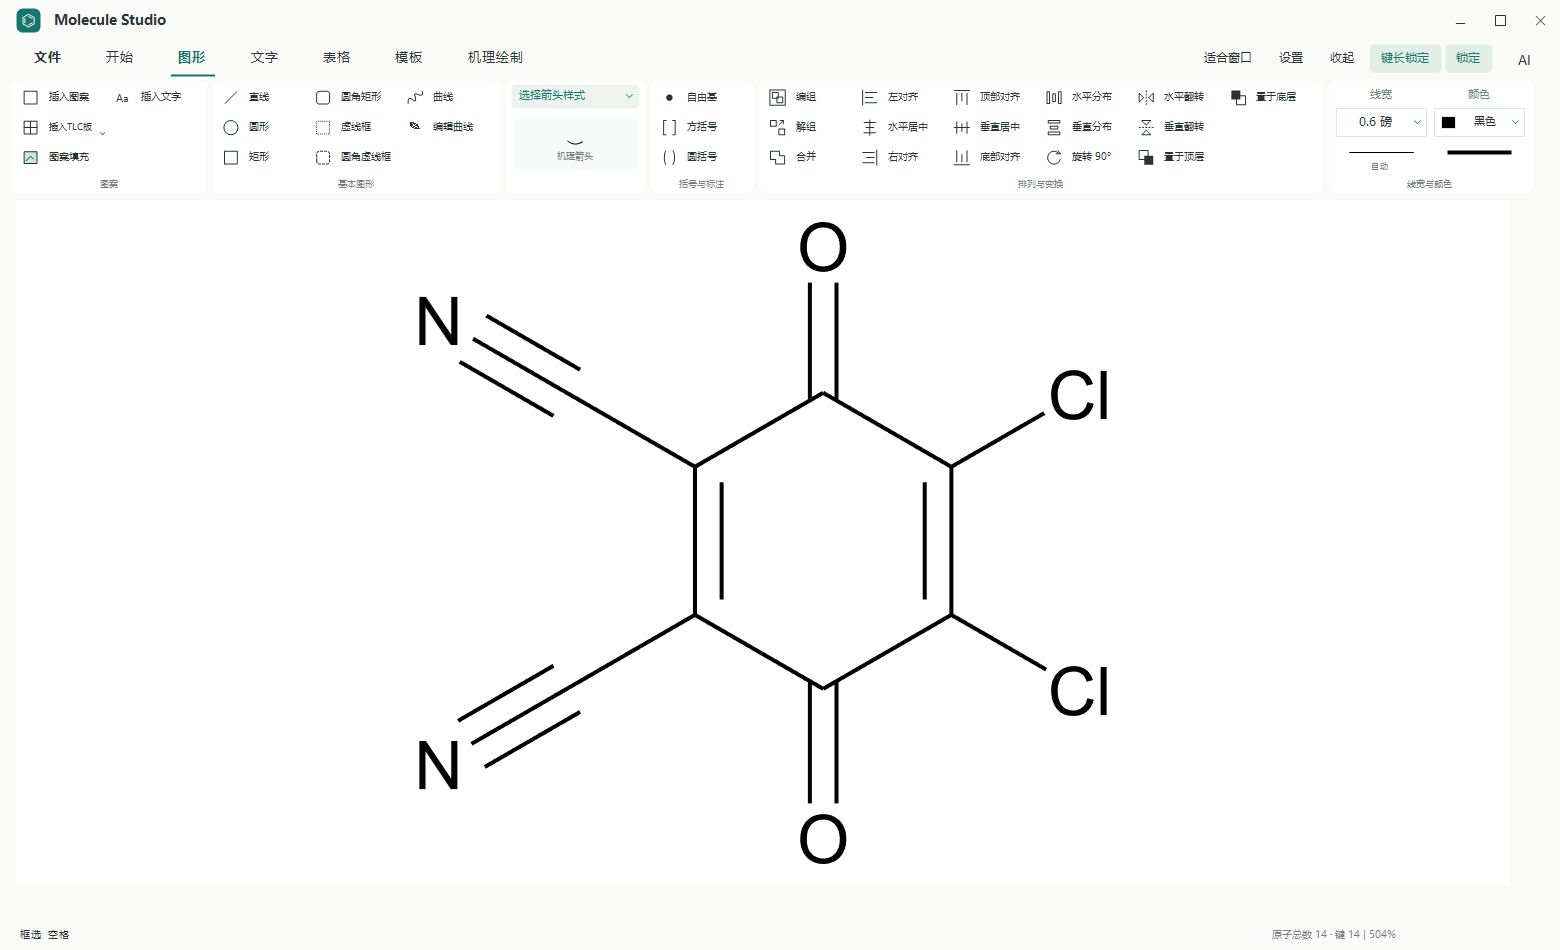 Molecule Studio
文件 开始 图形 文字 表格 模板 机理绘制 适合窗口 设置 收起 键长锁定 锁定 AI
插入图案 Aa 插入文字
插入TLC板
图案填充
图案
直线 圆角矩形 曲线
圆形 虚线框 编辑曲线
矩形 圆角虚线框
基本图形
选择箭头样式
机理箭头
自由基
方括号
圆括号
括号与标注
编组 左对齐 顶部对齐 水平分布 水平翻转 置于底层
解组 水平居中 垂直居中 垂直分布 垂直翻转
合并 右对齐 底部对齐 旋转 90° 置于顶层
排列与变换
线宽 颜色
0.6 磅 黑色
自动
线宽与颜色
O
N
Cl
Cl
N
O
框选 空格
原子总数 14 · 键 14 | 504%